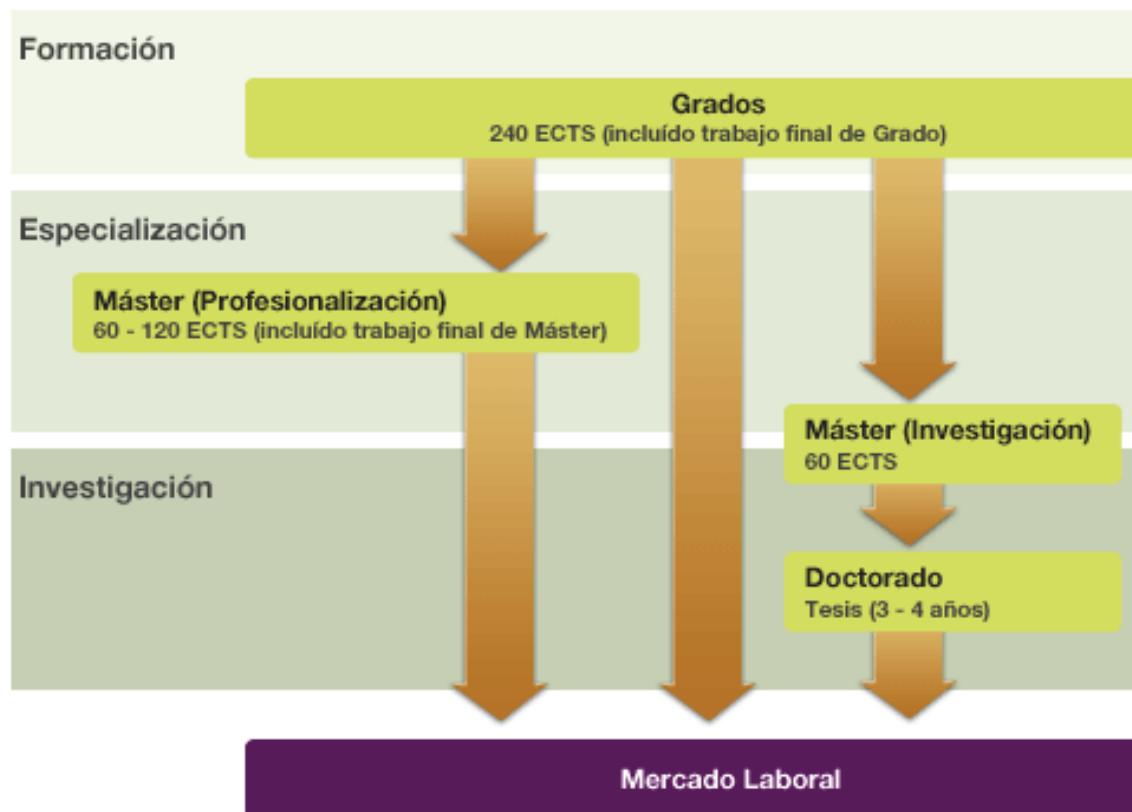 Formación
Grados
240 ECTS (incluído trabajo final de Grado)
Especialización
Máster (Profesionalización)
60 - 120 ECTS (incluído trabajo final de Máster)
Máster (Investigación)
60 ECTS
Investigación
Doctorado
Tesis (3 - 4 años)
Mercado Laboral